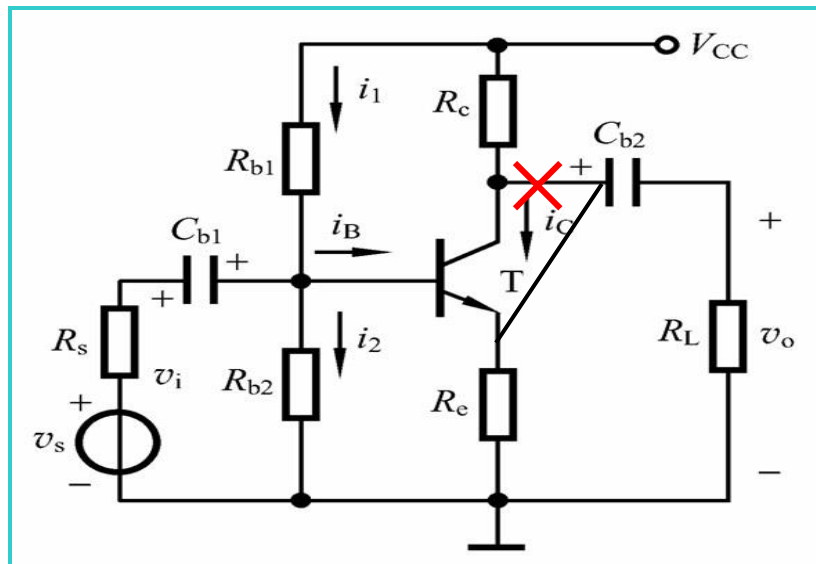 V_CC
i_1
R_c
C_b2
R_b1
+
i_B
i_C
C_b1
+
+
+
T
R_s
v_i
i_2
R_b2
R_e
R_L
v_o
+
v_s
−
−